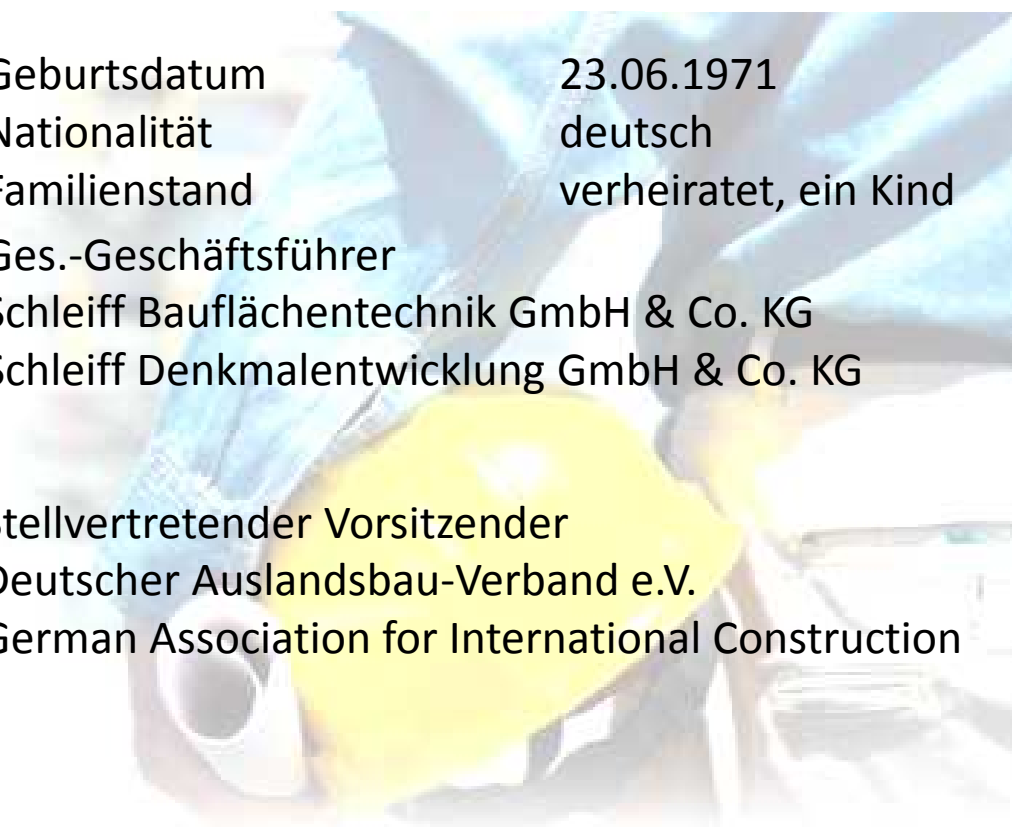 Geburtsdatum 23.06.1971
Nationalität deutsch
Familienstand verheiratet, ein Kind
Ges.-Geschäftsführer
Schleiff Bauflächentechnik GmbH & Co. KG
Schleiff Denkmalentwicklung GmbH & Co. KG
Stellvertretender Vorsitzender
Deutscher Auslandsbau-Verband e.V.
German Association for International Construction